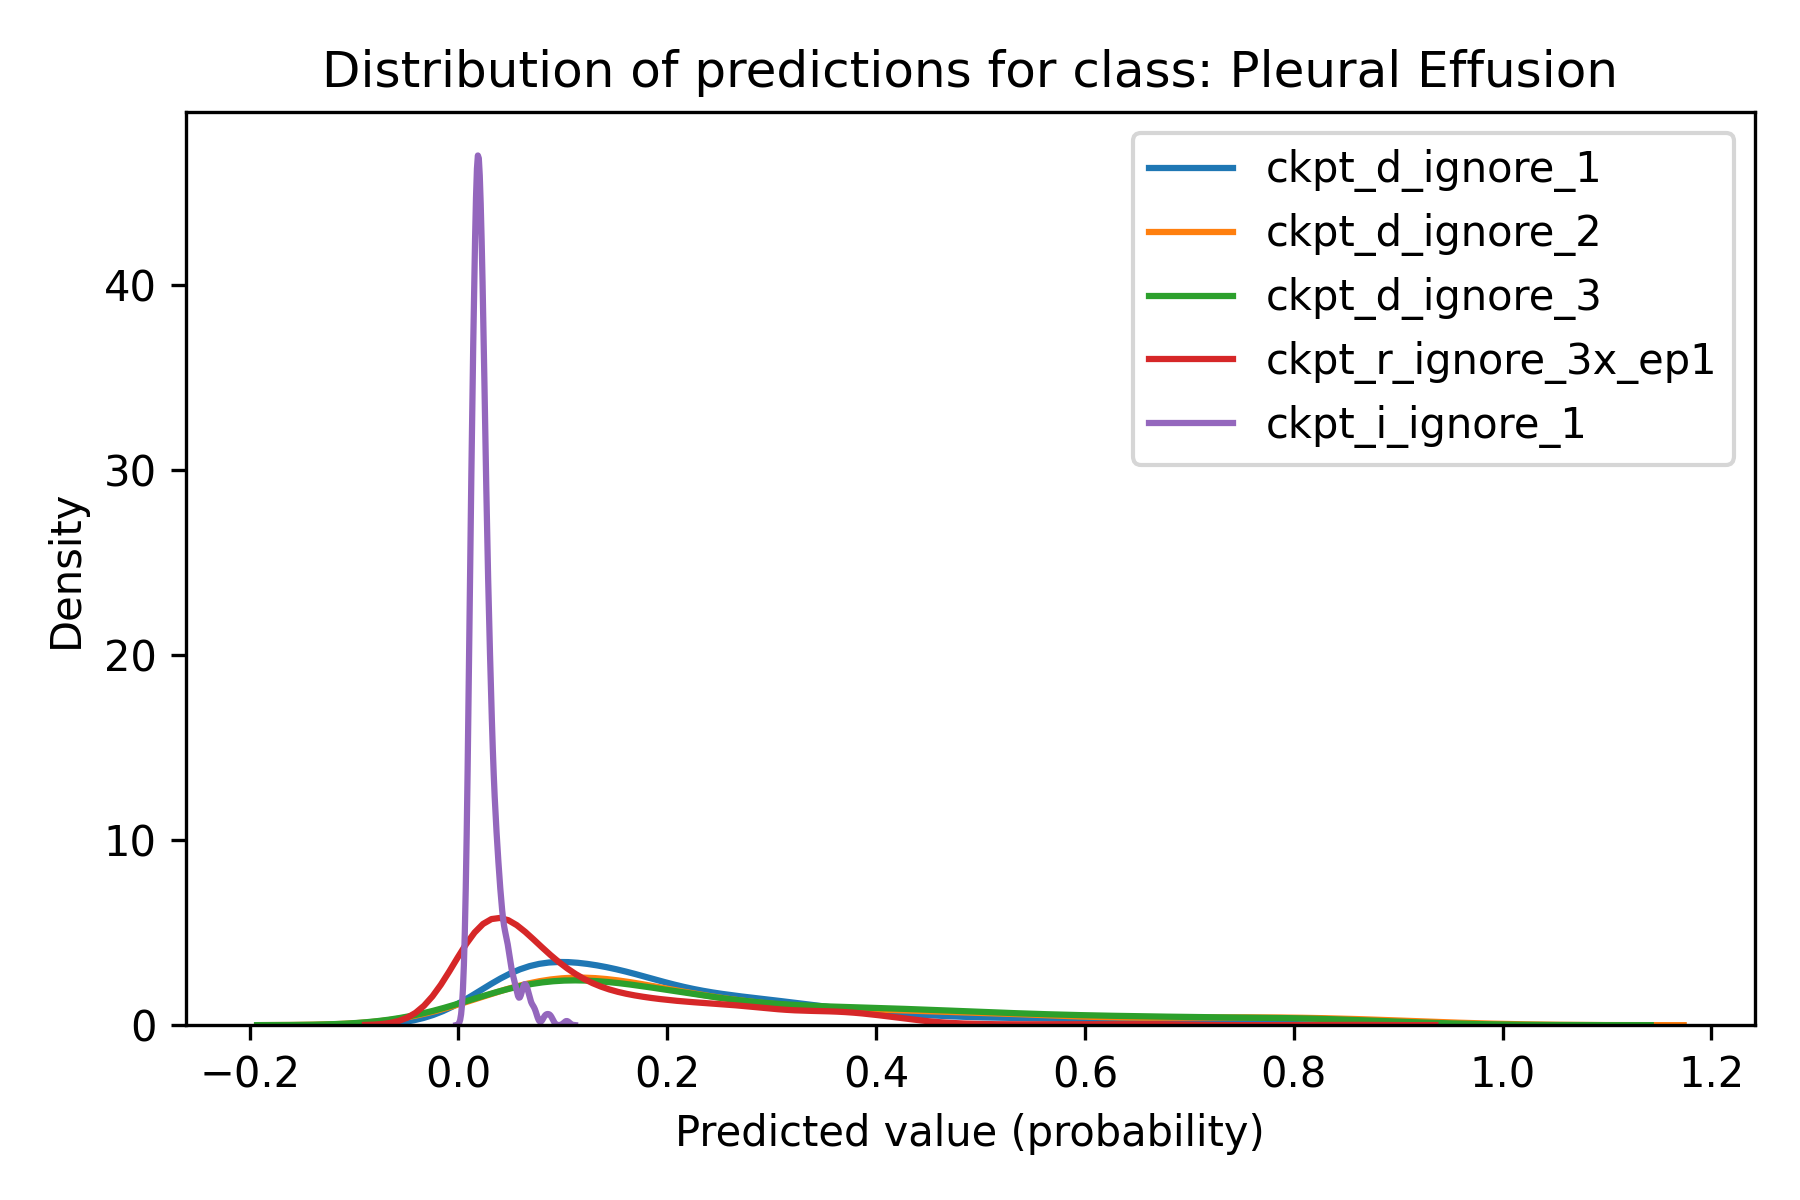 Distribution of predictions for class: Pleural Effusion
ckpt_d_ignore_1
ckpt_d_ignore_2
ckpt_d_ignore_3
ckpt_r_ignore_3x_ep1
ckpt_i_ignore_1
Density
40
30
20
10
0
−0.2 0.0 0.2 0.4 0.6 0.8 1.0 1.2
Predicted value (probability)